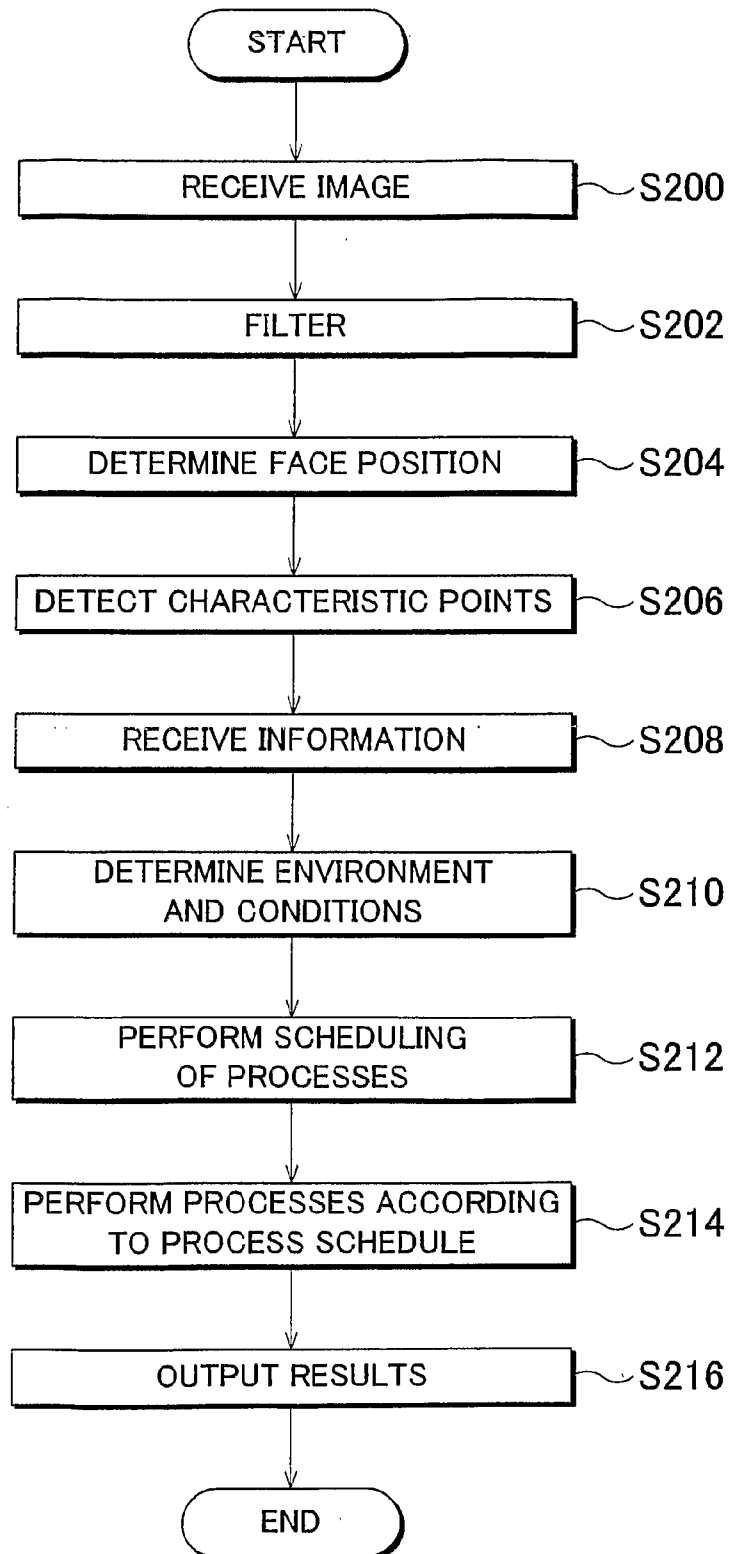 START
RECEIVE IMAGE S200
FILTER S202
DETERMINE FACE POSITION S204
DETECT CHARACTERISTIC POINTS S206
RECEIVE INFORMATION S208
DETERMINE ENVIRONMENT
AND CONDITIONS S210
PERFORM SCHEDULING
OF PROCESSES S212
PERFORM PROCESSES ACCORDING
TO PROCESS SCHEDULE S214
OUTPUT RESULTS S216
END